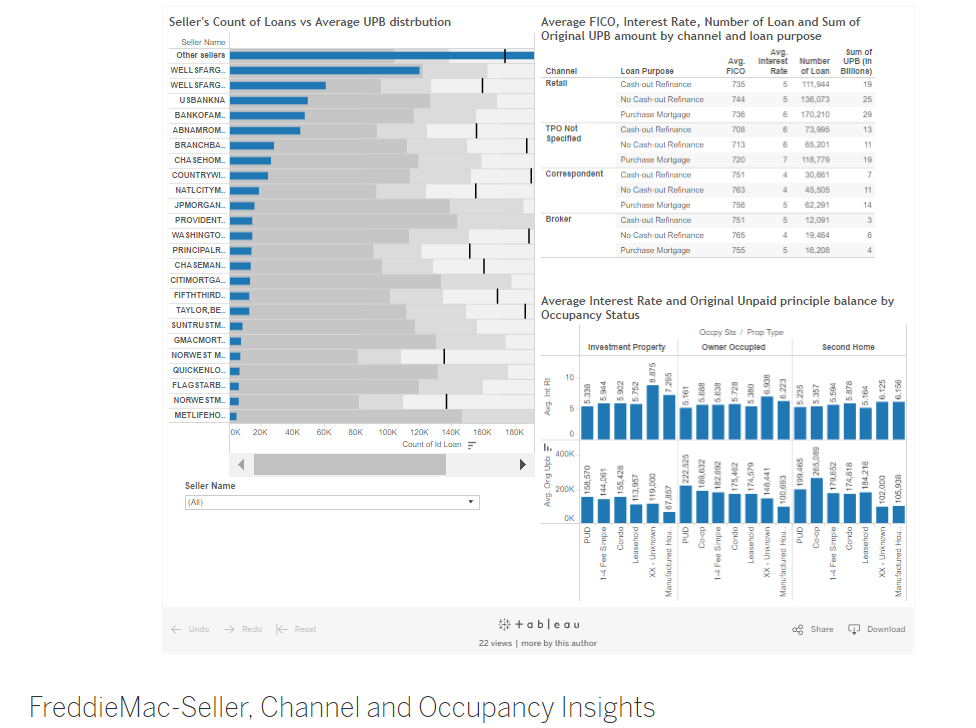 Seller's Count of Loans vs Average UPB distrbution
Seller Name
Other sellers
WELLSFARG..
WELLSFARG..
USBANKNA
BANKOFAM..
ABNAMROM..
BRANCHBA..
CHASEHOM..
COUNTRYWI..
NATLCITYM..
JPMORGAN..
PROVIDENT..
WASHINGTO..
PRINCIPALR..
CHASEMAN..
CITIMORTGA..
FIFTHTHIRD..
TAYLOR,BE..
SUNTRUSTM..
GMACMORT..
NORWEST M..
QUICKENLO..
FLAGSTARB..
NORWESTM..
METLIFEHO..
0K 20K 40K 60K 80K 100K 120K 140K 160K 180K
Count of Id Loan
Seller Name
(All)
Average FICO, Interest Rate, Number of Loan and Sum of
Original UPB amount by channel and loan purpose
Channel Loan Purpose Avg. FICO Avg. Interest Rate Number of Loan Sum of UPB (In Billions)
Retail Cash-out Refinance 735 5 111,944 19
No Cash-out Refinance 744 5 136,073 25
Purchase Mortgage 736 6 170,210 29
TPO Not Specified Cash-out Refinance 708 6 73,995 13
No Cash-out Refinance 713 6 65,201 11
Purchase Mortgage 720 7 118,779 19
Correspondent Cash-out Refinance 751 4 30,661 7
No Cash-out Refinance 763 4 45,505 11
Purchase Mortgage 756 5 62,291 14
Broker Cash-out Refinance 751 5 12,091 3
No Cash-out Refinance 765 4 19,464 6
Purchase Mortgage 755 5 16,208 4
Average Interest Rate and Original Unpaid principle balance by
Occupancy Status
Occpy Sts / Prop Type
Investment Property Owner Occupied Second Home
Avg. Int Rt
10
5
0
5.338 5.944 5.902 5.752 8.875 7.295 5.161 5.688 5.638 5.728 5.380 6.938 6.223 5.235 5.357 5.594 5.878 5.164 6.125 6.156
Avg. Orig Upb
400K
200K
0K
158,570 144,061 155,428 113,957 119,000 67,857 222,525 189,632 182,692 175,462 174,579 148,441 100,693 199,465 265,089 179,652 174,818 184,216 102,000 105,938
PUD 1-4 Fee Simple Condo Leasehold XX - Unknown Manufactured Hou.. PUD Co-op 1-4 Fee Simple Condo Leasehold XX - Unknown Manufactured Hou.. PUD Co-op 1-4 Fee Simple Condo Leasehold XX - Unknown Manufactured Hou..
Undo Redo Reset
+ a b l e a u
22 views | more by this author
Share Download
FreddieMac-Seller, Channel and Occupancy Insights